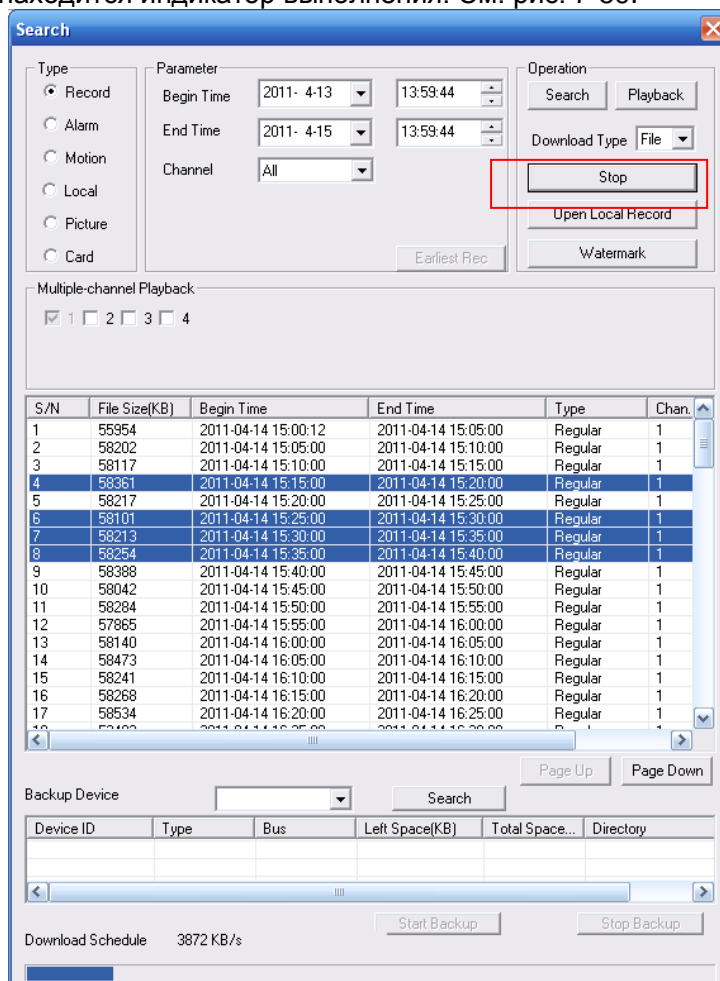 находится индикатор выполнения. См. рис. 7-50.
Search
Type Parameter Operation
Record Begin Time 2011- 4-13 13:59:44 Search Playback
Alarm End Time 2011- 4-15 13:59:44 Download Type File
Motion Channel All Stop
Local
Picture Open Local Record
Card Earliest Rec Watermark
Multiple-channel Playback
1 2 3 4
S/N File Size(KB) Begin Time End Time Type Chan.
1 55954 2011-04-14 15:00:12 2011-04-14 15:05:00 Regular 1
2 58202 2011-04-14 15:05:00 2011-04-14 15:10:00 Regular 1
3 58117 2011-04-14 15:10:00 2011-04-14 15:15:00 Regular 1
4 58361 2011-04-14 15:15:00 2011-04-14 15:20:00 Regular 1
5 58217 2011-04-14 15:20:00 2011-04-14 15:25:00 Regular 1
6 58101 2011-04-14 15:25:00 2011-04-14 15:30:00 Regular 1
7 58213 2011-04-14 15:30:00 2011-04-14 15:35:00 Regular 1
8 58254 2011-04-14 15:35:00 2011-04-14 15:40:00 Regular 1
9 58388 2011-04-14 15:40:00 2011-04-14 15:45:00 Regular 1
10 58042 2011-04-14 15:45:00 2011-04-14 15:50:00 Regular 1
11 58284 2011-04-14 15:50:00 2011-04-14 15:55:00 Regular 1
12 57865 2011-04-14 15:55:00 2011-04-14 16:00:00 Regular 1
13 58140 2011-04-14 16:00:00 2011-04-14 16:05:00 Regular 1
14 58473 2011-04-14 16:05:00 2011-04-14 16:10:00 Regular 1
15 58241 2011-04-14 16:10:00 2011-04-14 16:15:00 Regular 1
16 58268 2011-04-14 16:15:00 2011-04-14 16:20:00 Regular 1
17 58534 2011-04-14 16:20:00 2011-04-14 16:25:00 Regular 1
Page Up Page Down
Backup Device Search
Device ID Type Bus Left Space(KB) Total Space... Directory
Start Backup Stop Backup
Download Schedule 3872 KB/s